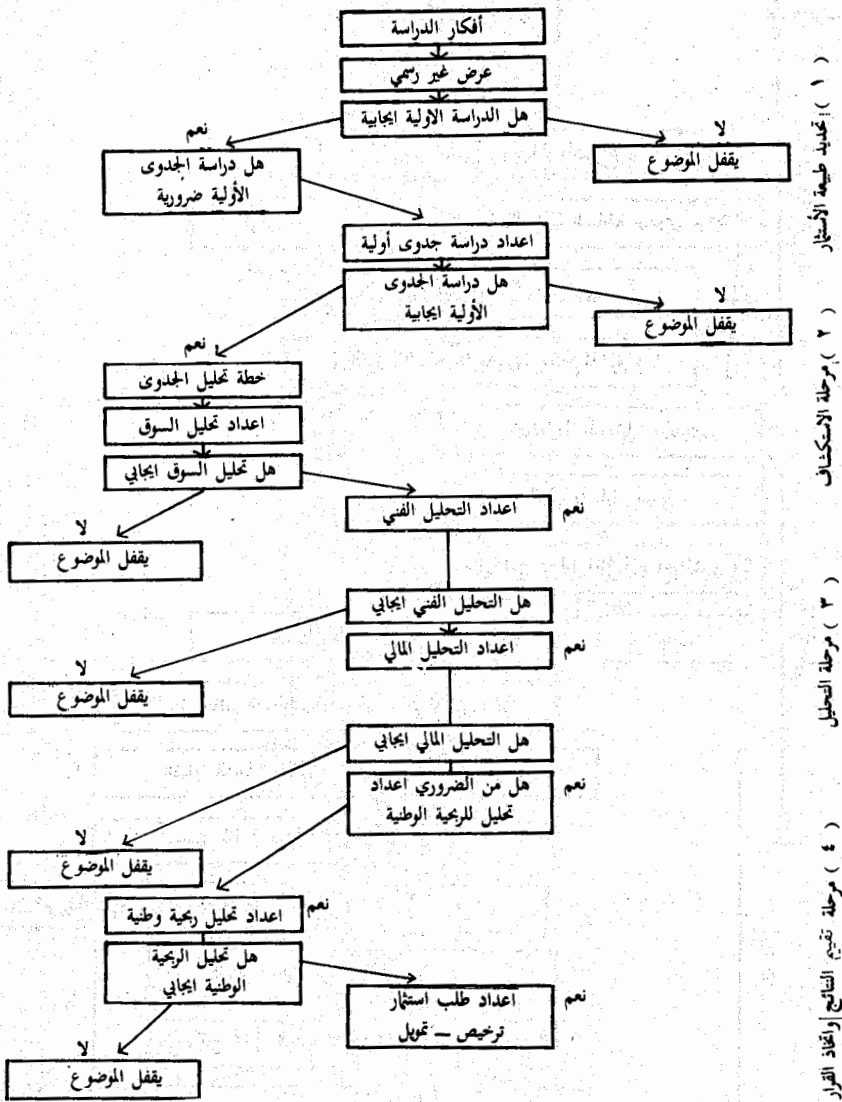 أفكار الدراسة
عرض غير رسمي
هل الدراسة الاولية ايجابية
نعم
لا
هل دراسة الجدوى
الأولية ضرورية
يقفل الموضوع
اعداد دراسة جدوى أولية
هل دراسة الجدوى
الأولية ايجابية
لا
يقفل الموضوع
نعم
خطة تحليل الجدوى
اعداد تحليل السوق
هل تحليل السوق ايجابي
اعداد التحليل الفني
نعم
لا
يقفل الموضوع
هل التحليل الفني ايجابي
اعداد التحليل المالي
نعم
لا
يقفل الموضوع
هل التحليل المالي ايجابي
هل من الضروري اعداد
تحليل للربحية الوطنية
نعم
لا
يقفل الموضوع
اعداد تحليل ربحية وطنية
نعم
هل تحليل الربحية
الوطنية ايجابي
اعداد طلب استثمار
ترخيص — تمويل
نعم
لا
يقفل الموضوع
( ١ ) تحديد طبيعة الأستثمار
( ٢ ) مرحلة الاستكشاف
( ٣ ) مرحلة التحليل
( ٤ ) مرحلة تقييم النتائج واتخاذ القرار